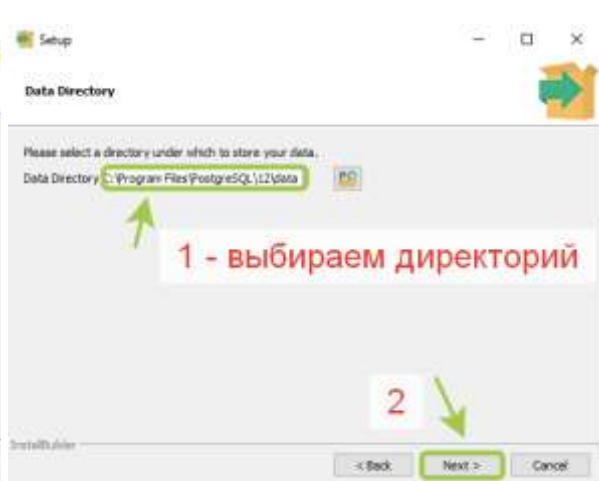 Setup
Data Directory
Please select a directory under which to store your data.
Data Directory C:\Program Files\PostgreSQL\12\data
1 - выбираем директорий
2
InstallBuilder
< Back Next > Cancel